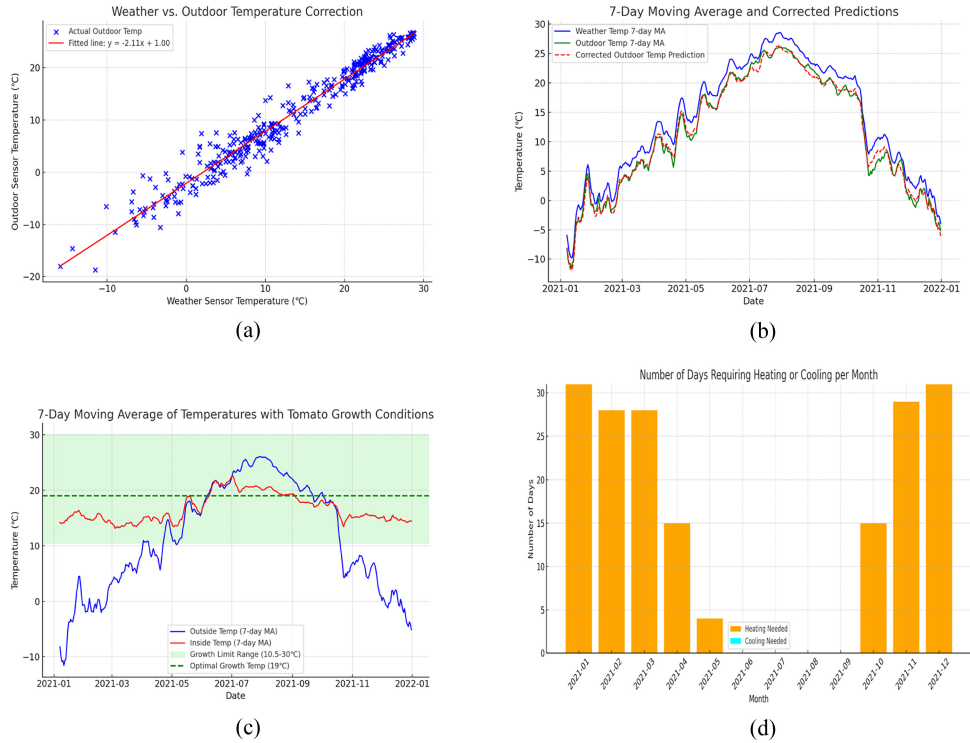 Weather vs. Outdoor Temperature Correction
Actual Outdoor Temp
Fitted line: y = -2.11x + 1.00
Outdoor Sensor Temperature (℃)
20
10
0
−10
−20
−10
0
10
20
30
Weather Sensor Temperature (℃)
(a)
7-Day Moving Average and Corrected Predictions
Weather Temp 7-day MA
Outdoor Temp 7-day MA
Corrected Outdoor Temp Prediction
Temperature (℃)
30
25
20
15
10
5
0
−5
−10
2021-01
2021-03
2021-05
2021-07
2021-09
2021-11
2022-01
Date
(b)
7-Day Moving Average of Temperatures with Tomato Growth Conditions
Temperature (℃)
30
20
10
0
−10
Outside Temp (7-day MA)
Inside Temp (7-day MA)
Growth Limit Range (10.5-30℃)
Optimal Growth Temp (19℃)
2021-01
2021-03
2021-05
2021-07
2021-09
2021-11
2022-01
Date
(c)
Number of Days Requiring Heating or Cooling per Month
Number of Days
30
25
20
15
10
5
0
Heating Needed
Cooling Needed
2021-01
2021-02
2021-03
2021-04
2021-05
2021-06
2021-07
2021-08
2021-09
2021-10
2021-11
2021-12
Month
(d)